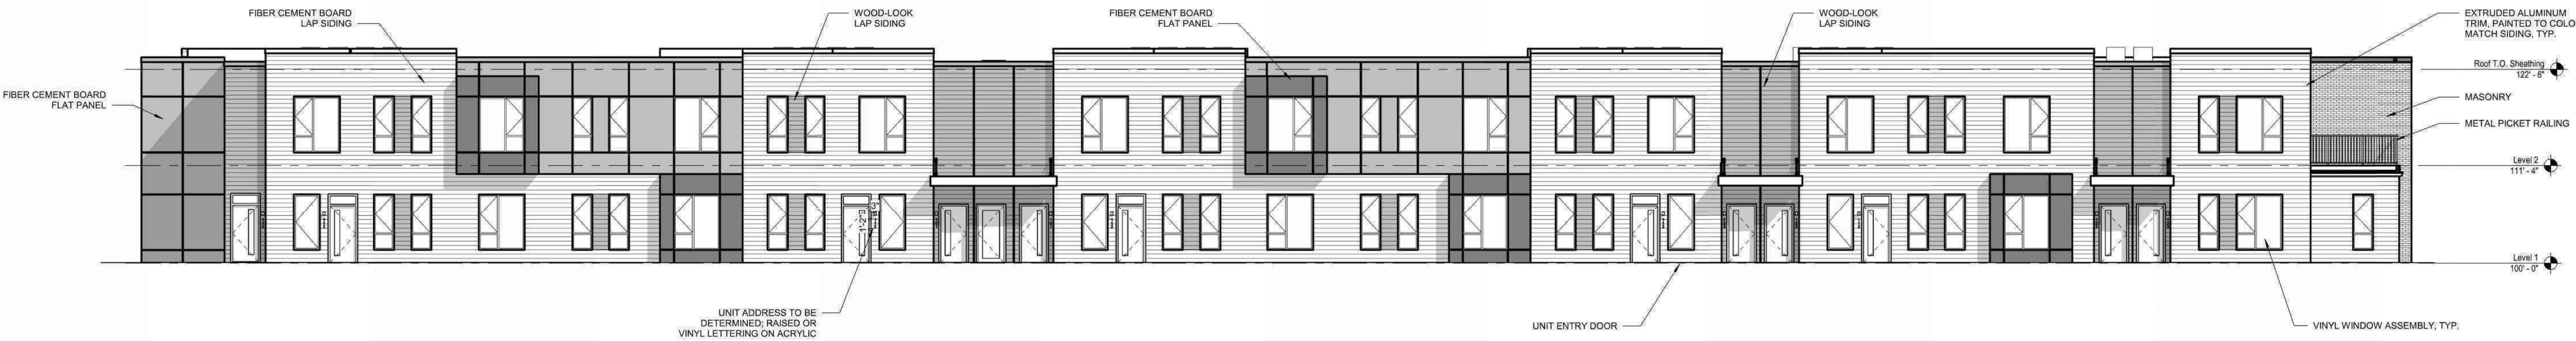 FIBER CEMENT BOARD
LAP SIDING
WOOD-LOOK
LAP SIDING
FIBER CEMENT BOARD
FLAT PANEL
WOOD-LOOK
LAP SIDING
EXTRUDED ALUMINUM
TRIM, PAINTED TO COLO
MATCH SIDING, TYP.
FIBER CEMENT BOARD
FLAT PANEL
Roof T.O. Sheathing
122' - 6"
MASONRY
METAL PICKET RAILING
Level 2
111' - 4"
3"
1'-2"
Level 1
100' - 0"
UNIT ADDRESS TO BE
DETERMINED; RAISED OR
VINYL LETTERING ON ACRYLIC
UNIT ENTRY DOOR
VINYL WINDOW ASSEMBLY, TYP.